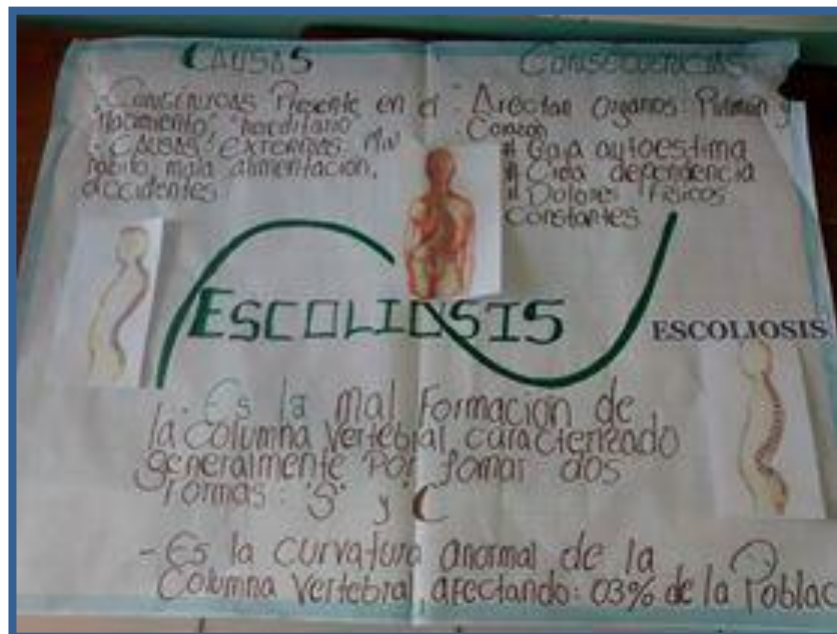 CAUSAS
- CONGÉNITAS Presente en el
"Nacimiento" "hereditario"
- CAUSAS EXTERNAS: Mal
hábito, mala alimentación,
accidentes
CONSECUENCIAS
Afectan Organos: Pulmón y
Corazón
# Baja autoestima
# Crea dependencia
# Dolores Físicos
Constantes
ESCOLIOSIS
ESCOLIOSIS
- Es la mal formación de
la columna vertebral caracterizado
generalmente por tomar dos
formas: "S" y "C
- Es la curvatura anormal de la
Columna Vertebral afectando: 03% de la Poblac